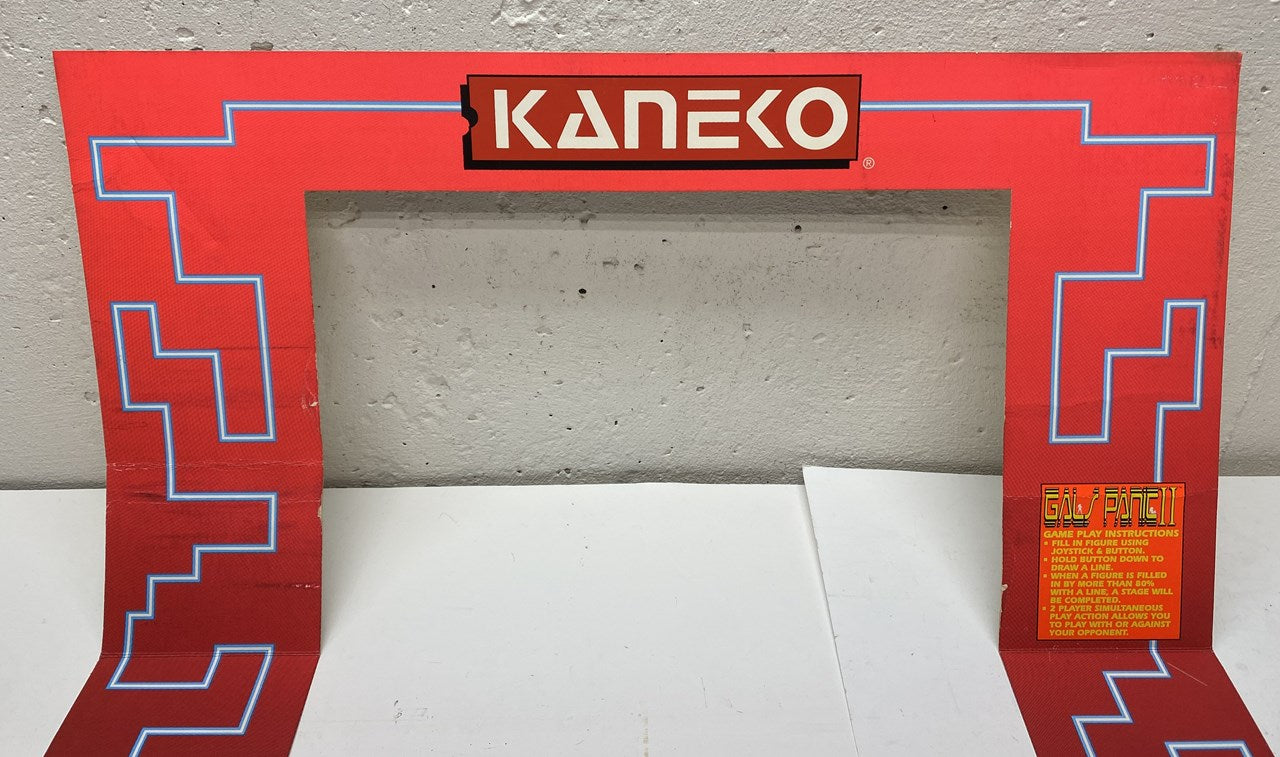 KANEKO
®
GALS PANIC II
GAME PLAY INSTRUCTIONS
• FILL IN FIGURE USING
JOYSTICK & BUTTON.
• HOLD BUTTON DOWN TO
DRAW A LINE.
• WHEN A FIGURE IS FILLED
IN BY MORE THAN 80%
WITH A LINE, A STAGE WILL
BE COMPLETED.
• 2 PLAYER SIMULTANEOUS
PLAY ACTION ALLOWS YOU
TO PLAY WITH OR AGAINST
YOUR OPPONENT.